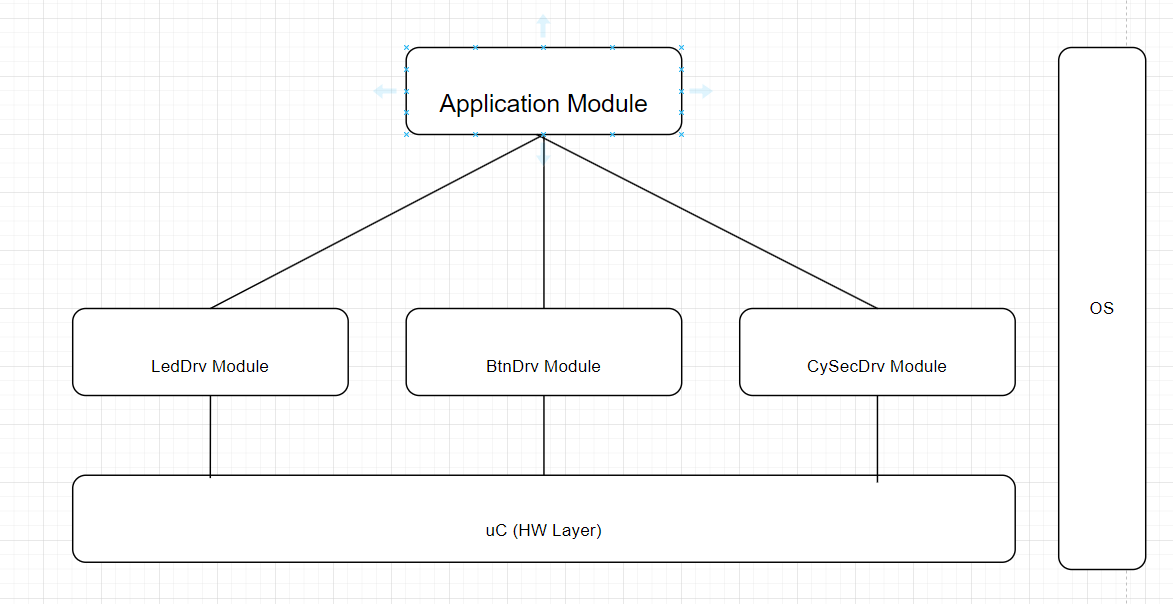 Application Module
OS
LedDrv Module
BtnDrv Module
CySecDrv Module
uC (HW Layer)